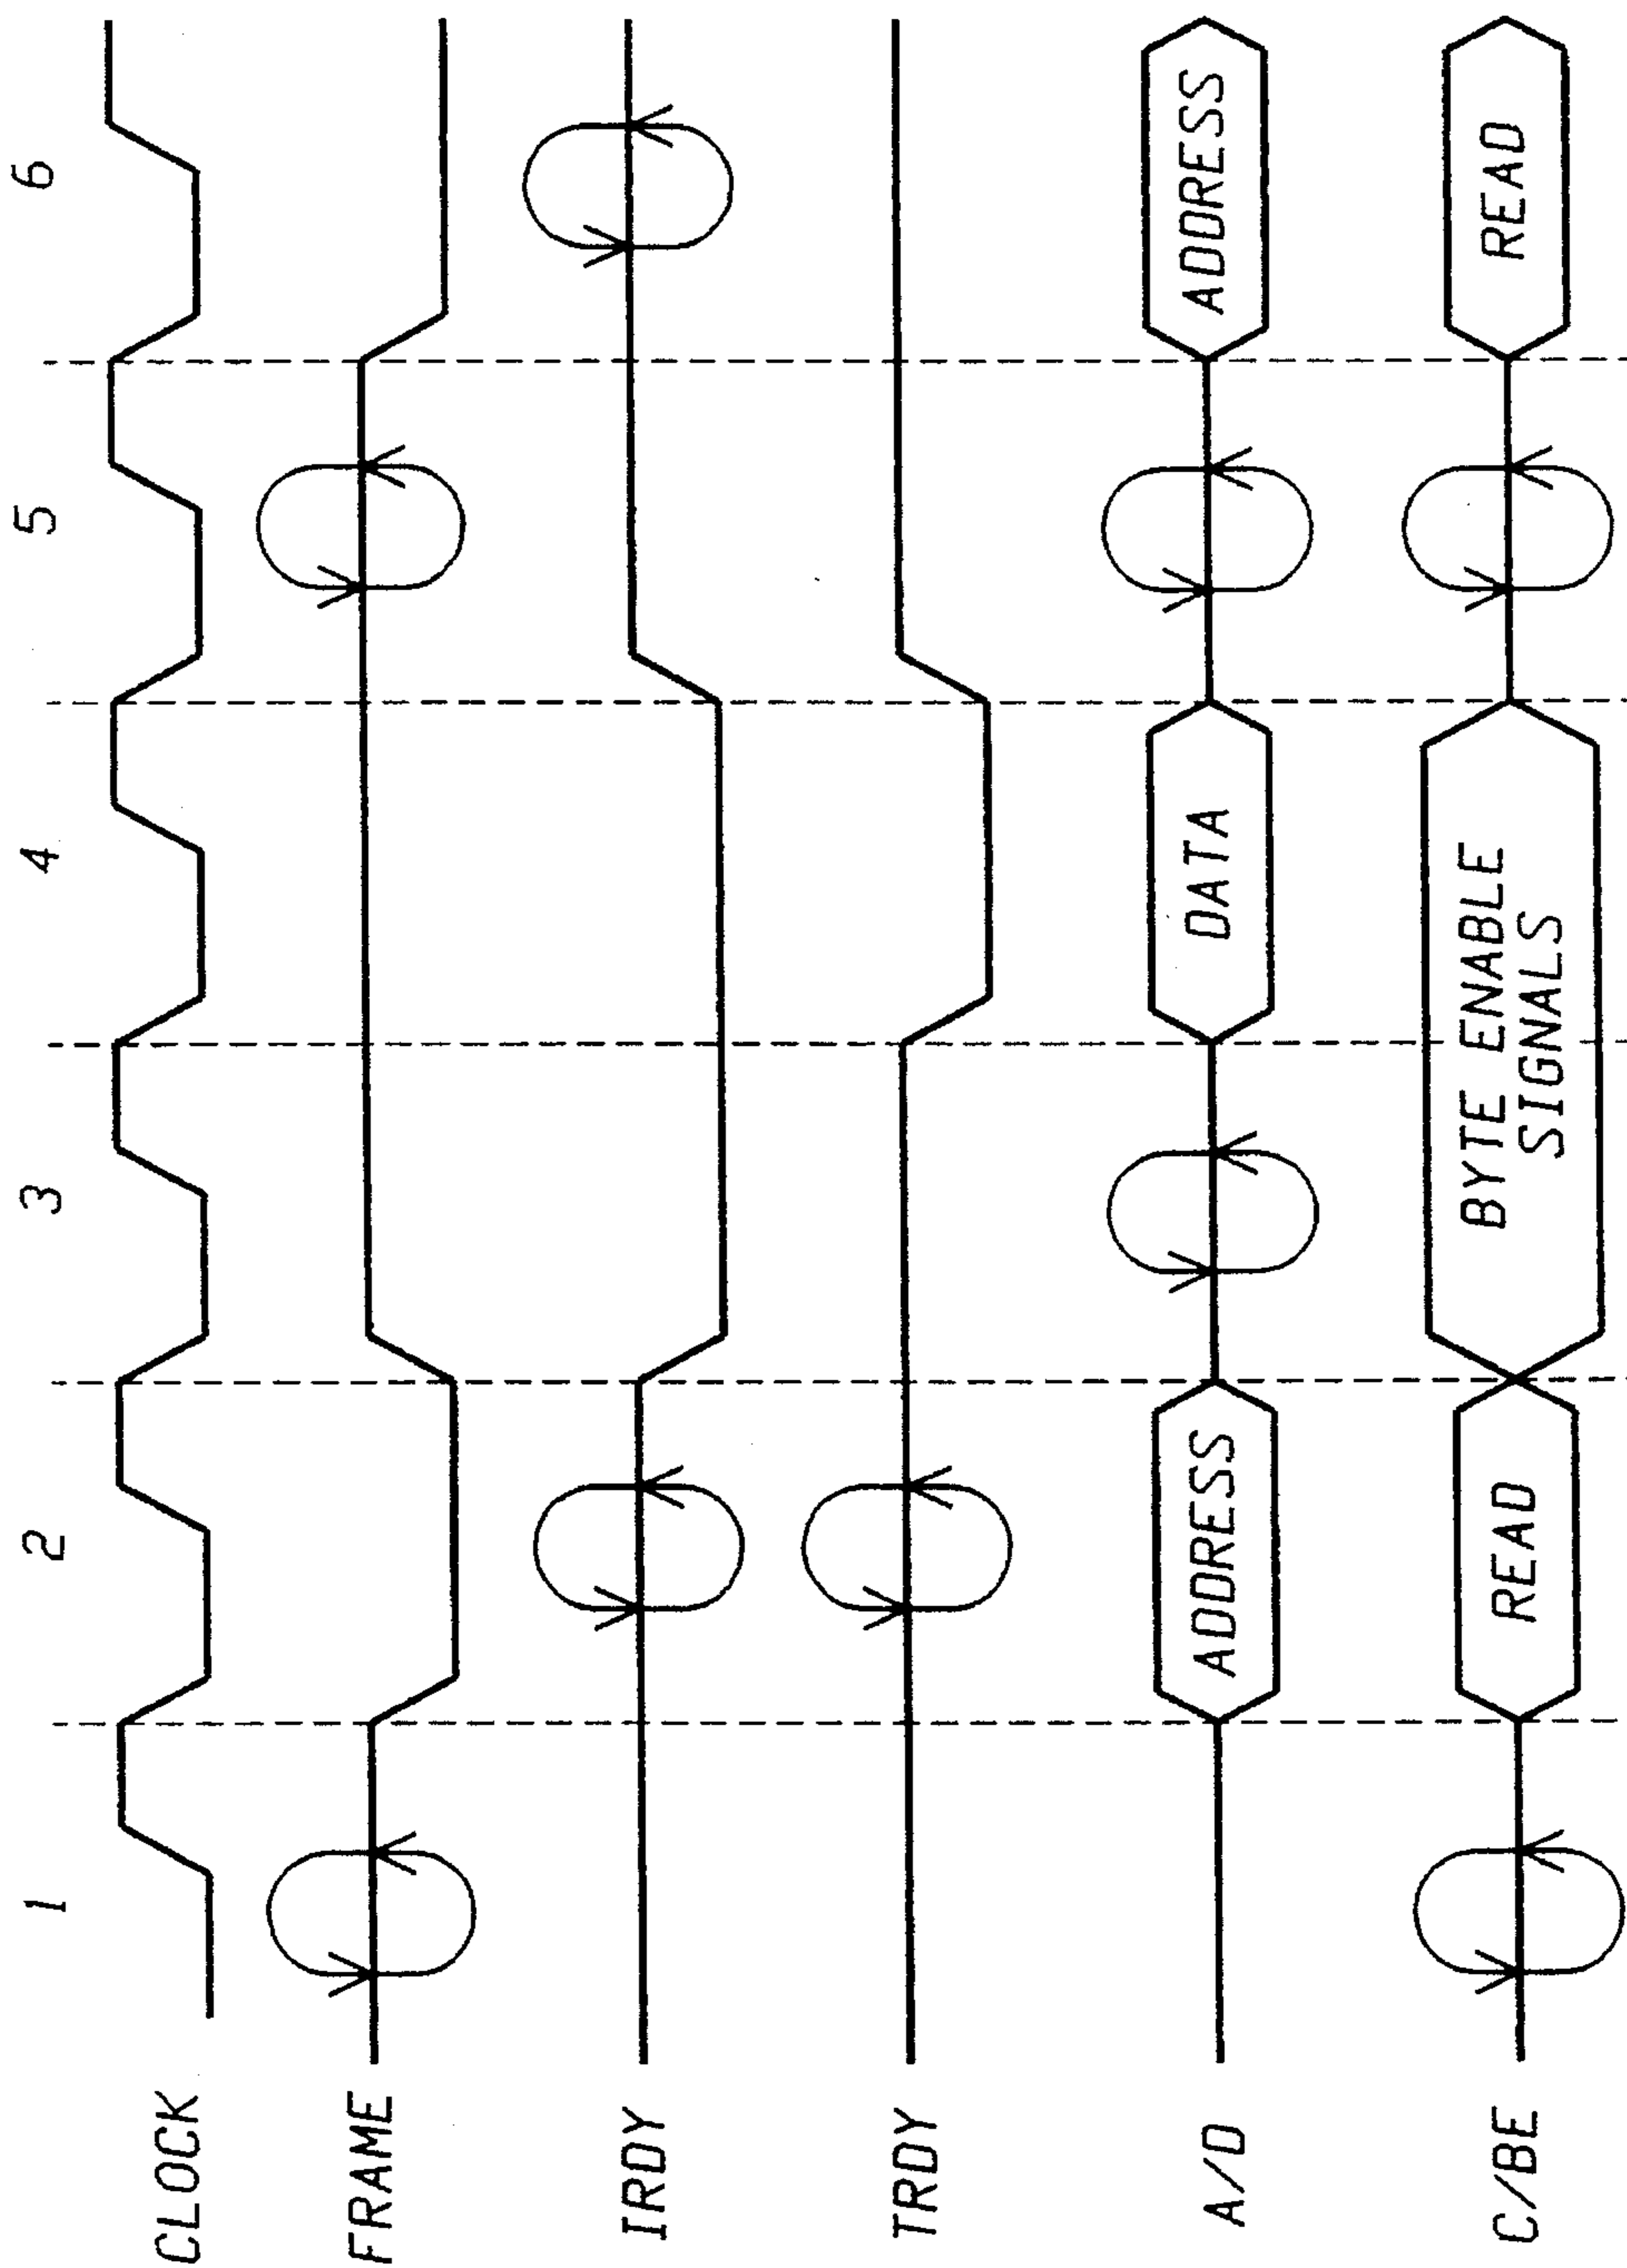 1 2 3 4 5 6
CLOCK
FRAME
IRDY
TRDY
A/D ADDRESS DATA ADDRESS
C/BE READ BYTE ENABLE READ
SIGNALS